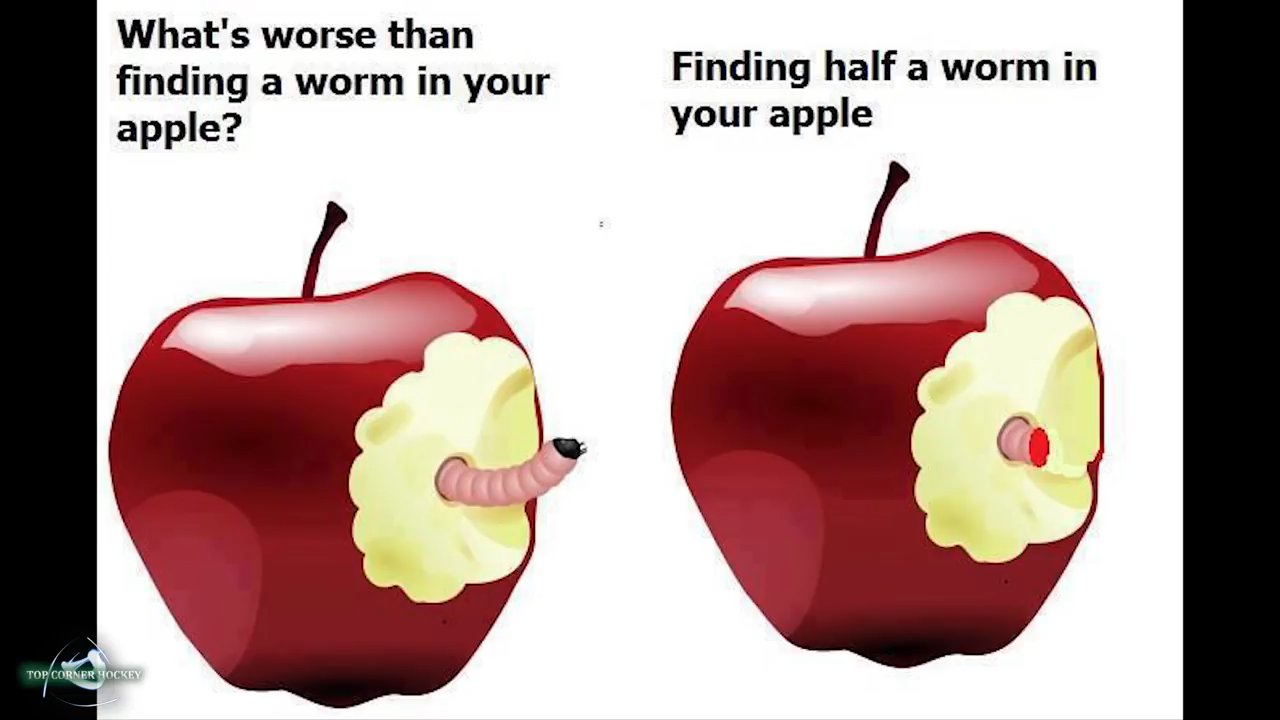 What's worse than
finding a worm in your
apple?
Finding half a worm in
your apple
TOP CORNER HOCKEY